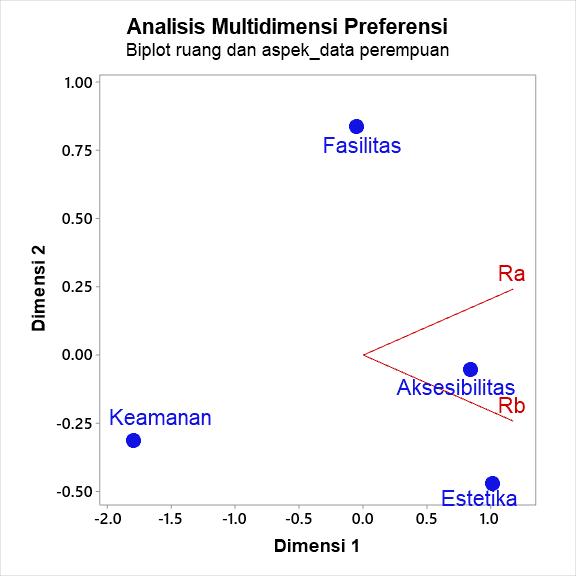 Analisis Multidimensi Preferensi
Biplot ruang dan aspek_data perempuan
1.00
0.75
0.50
0.25
0.00
-0.25
-0.50
Dimensi 2
Fasilitas
Ra
Aksesibilitas
Rb
Keamanan
Estetika
-2.0 -1.5 -1.0 -0.5 0.0 0.5 1.0
Dimensi 1